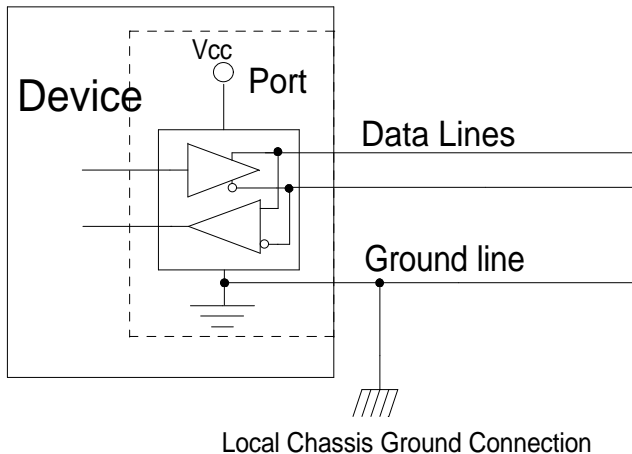 Vcc
Device
Port
Data Lines
Ground line
Local Chassis Ground Connection